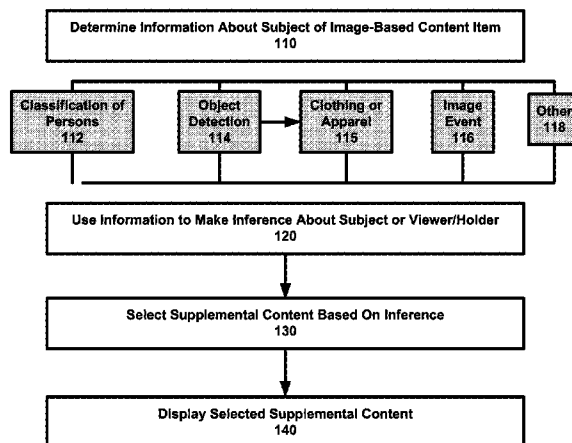 Determine Information About Subject of Image-Based Content Item
110
Classification of
Persons
112
Object
Detection
114
Clothing or
Apparel
115
Image
Event
116
Other
118
Use Information to Make Inference About Subject or Viewer/Holder
120
Select Supplemental Content Based On Inference
130
Display Selected Supplemental Content
140